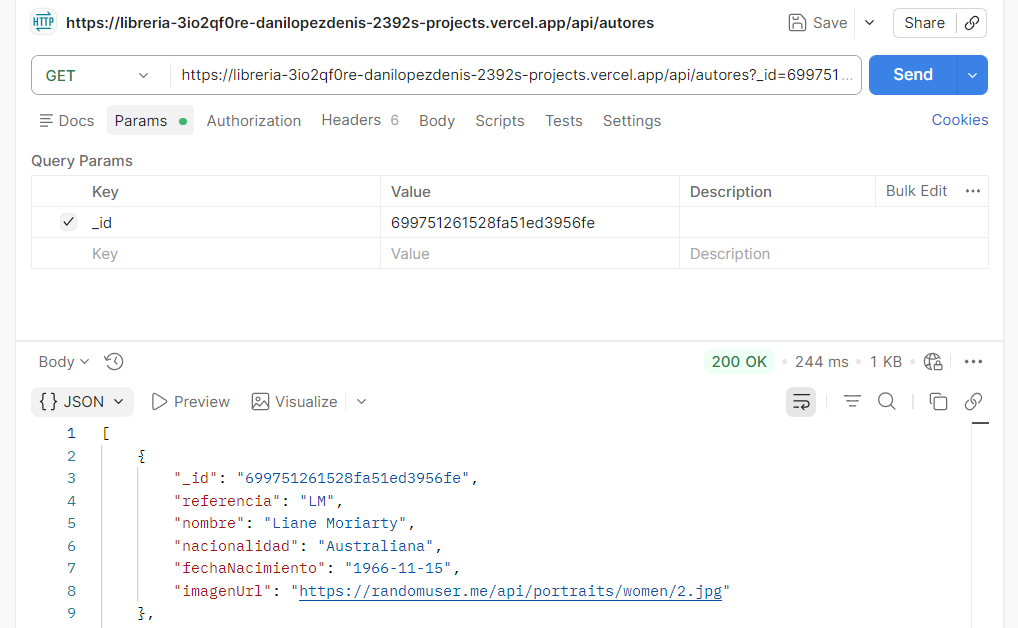 HTTP https://libreria-3io2qf0re-danilopezdenis-2392s-projects.vercel.app/api/autores Save Share
GET https://libreria-3io2qf0re-danilopezdenis-2392s-projects.vercel.app/api/autores?_id=699751... Send
Docs Params Authorization Headers 6 Body Scripts Tests Settings Cookies
Query Params
Key Value Description Bulk Edit
_id 699751261528fa51ed3956fe
Key Value Description
Body 200 OK 244 ms 1 KB
{} JSON Preview Visualize
1 [
2 {
3 "_id": "699751261528fa51ed3956fe",
4 "referencia": "LM",
5 "nombre": "Liane Moriarty",
6 "nacionalidad": "Australiana",
7 "fechaNacimiento": "1966-11-15",
8 "imagenUrl": "https://randomuser.me/api/portraits/women/2.jpg"
9 },